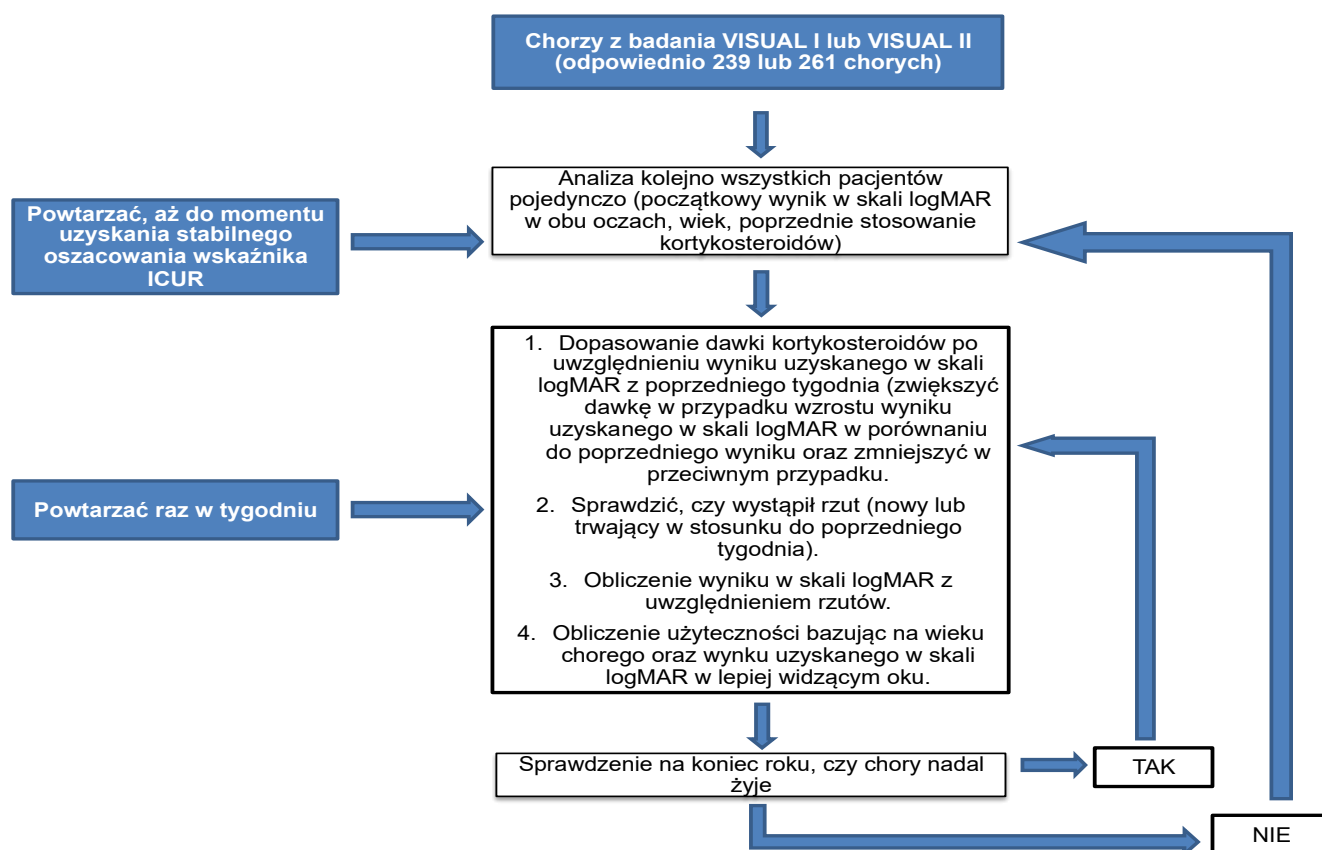 Chorzy z badania VISUAL I lub VISUAL II
(odpowiednio 239 lub 261 chorych)
Analiza kolejno wszystkich pacjentów
pojedynczo (początkowy wynik w skali logMAR
w obu oczach, wiek, poprzednie stosowanie
kortykosteroidów)
Powtarzać, aż do momentu
uzyskania stabilnego
oszacowania wskaźnika
ICUR
1. Dopasowanie dawki kortykosteroidów po
uwzględnieniu wyniku uzyskanego w skali
logMAR z poprzedniego tygodnia (zwiększyć
dawkę w przypadku wzrostu wyniku
uzyskanego w skali logMAR w porównaniu
do poprzedniego wyniku oraz zmniejszyć w
przeciwnym przypadku.
2. Sprawdzić, czy wystąpił rzut (nowy lub
trwający w stosunku do poprzedniego
tygodnia).
3. Obliczenie wyniku w skali logMAR z
uwzględnieniem rzutów.
4. Obliczenie użyteczności bazując na wieku
chorego oraz wynku uzyskanego w skali
logMAR w lepiej widzącym oku.
Powtarzać raz w tygodniu
Sprawdzenie na koniec roku, czy chory nadal
żyje
TAK
NIE